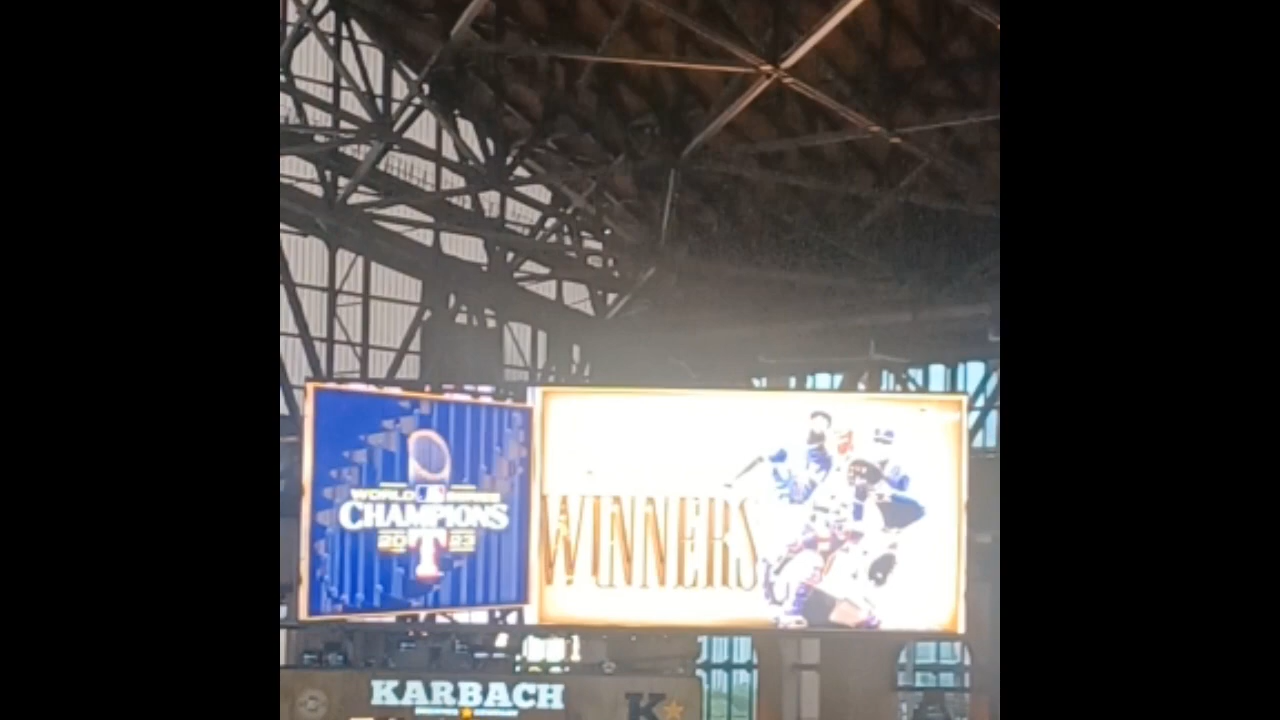 WORLD SERIES
CHAMPIONS
20 T 23
WINNERS
KARBACH
K